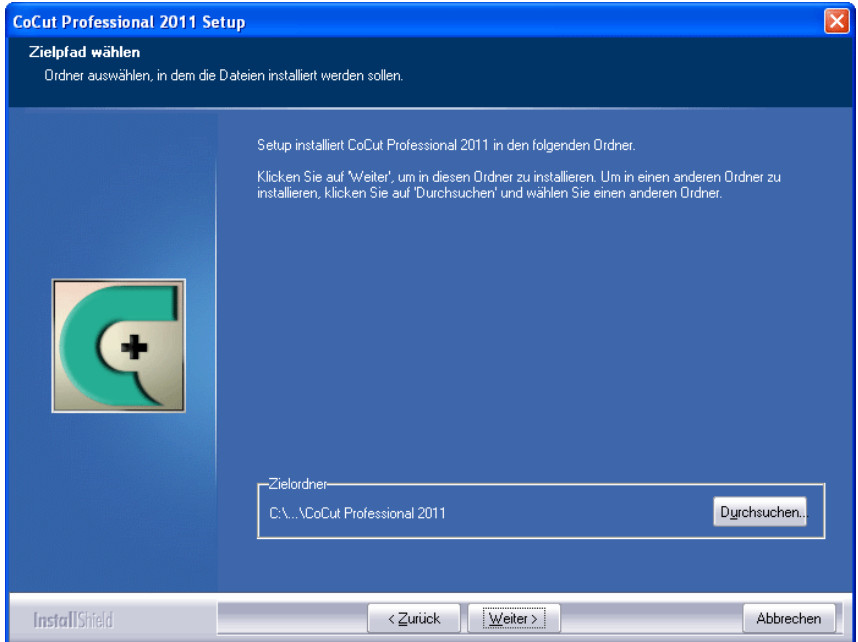 CoCut Professional 2011 Setup
Zielpfad wählen
Ordner auswählen, in dem die Dateien installiert werden sollen.
Setup installiert CoCut Professional 2011 in den folgenden Ordner.
Klicken Sie auf 'Weiter', um in diesen Ordner zu installieren. Um in einen anderen Ordner zu
installieren, klicken Sie auf 'Durchsuchen' und wählen Sie einen anderen Ordner.
Zielordner
C:\...\CoCut Professional 2011
Durchsuchen...
InstallShield
< Zurück
Weiter >
Abbrechen